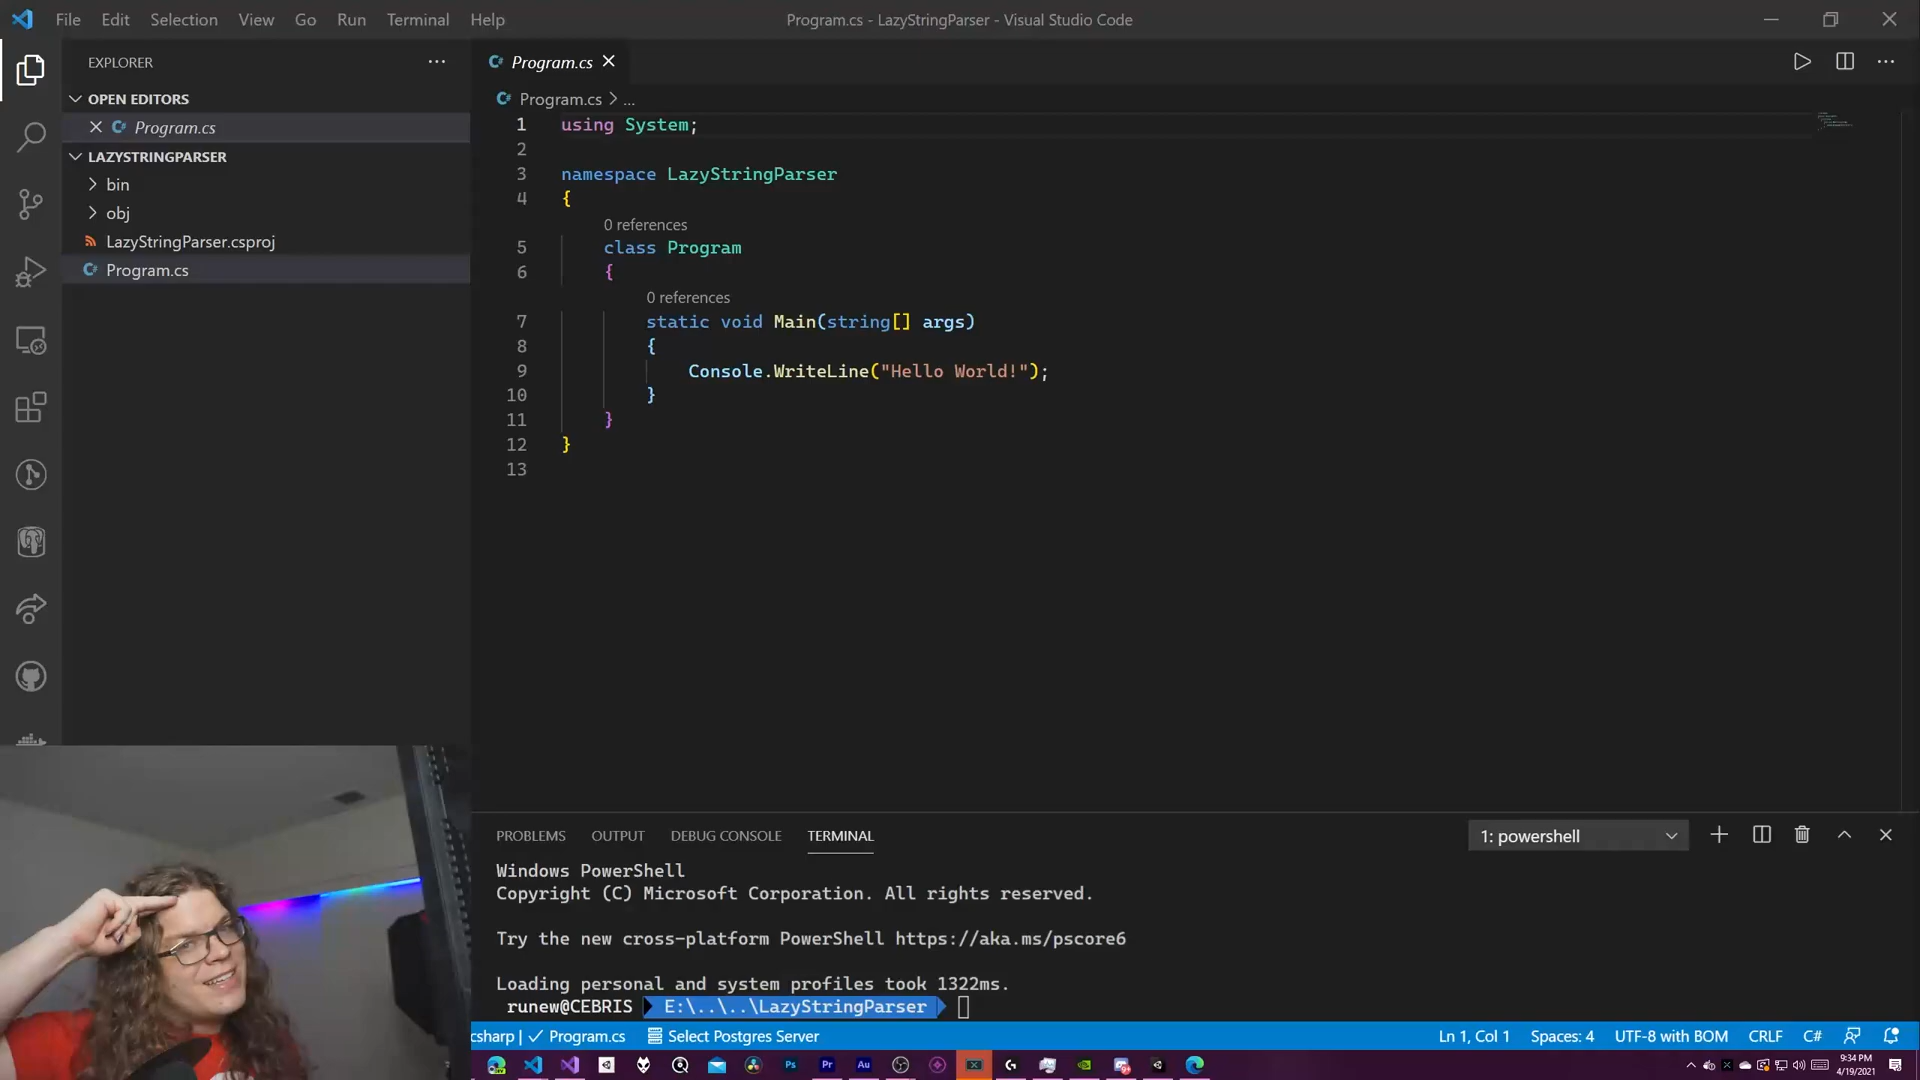 File Edit Selection View Go Run Terminal Help
Program.cs - LazyStringParser - Visual Studio Code
EXPLORER
OPEN EDITORS
Program.cs
LAZYSTRINGPARSER
bin
obj
LazyStringParser.csproj
Program.cs
Program.cs
Program.cs > ...
1 using System;
2
3 namespace LazyStringParser
4 {
0 references
5 class Program
6 {
0 references
7 static void Main(string[] args)
8 {
9 Console.WriteLine("Hello World!");
10 }
11 }
12 }
13
PROBLEMS OUTPUT DEBUG CONSOLE TERMINAL
1: powershell
Windows PowerShell
Copyright (C) Microsoft Corporation. All rights reserved.
Try the new cross-platform PowerShell https://aka.ms/pscore6
Loading personal and system profiles took 1322ms.
runew@CEBRIS E:\..\..\LazyStringParser
csharp | ✓ Program.cs Select Postgres Server
Ln 1, Col 1 Spaces: 4 UTF-8 with BOM CRLF C#
Ps Pr Au
9:34 PM
4/19/2021